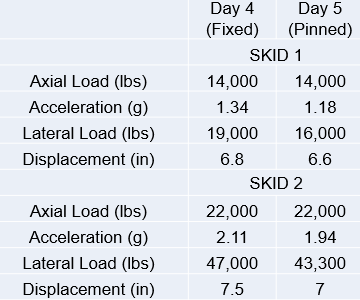 Day 4 Day 5
(Fixed) (Pinned)
SKID 1
Axial Load (lbs) 14,000 14,000
Acceleration (g) 1.34 1.18
Lateral Load (lbs) 19,000 16,000
Displacement (in) 6.8 6.6
SKID 2
Axial Load (lbs) 22,000 22,000
Acceleration (g) 2.11 1.94
Lateral Load (lbs) 47,000 43,300
Displacement (in) 7.5 7